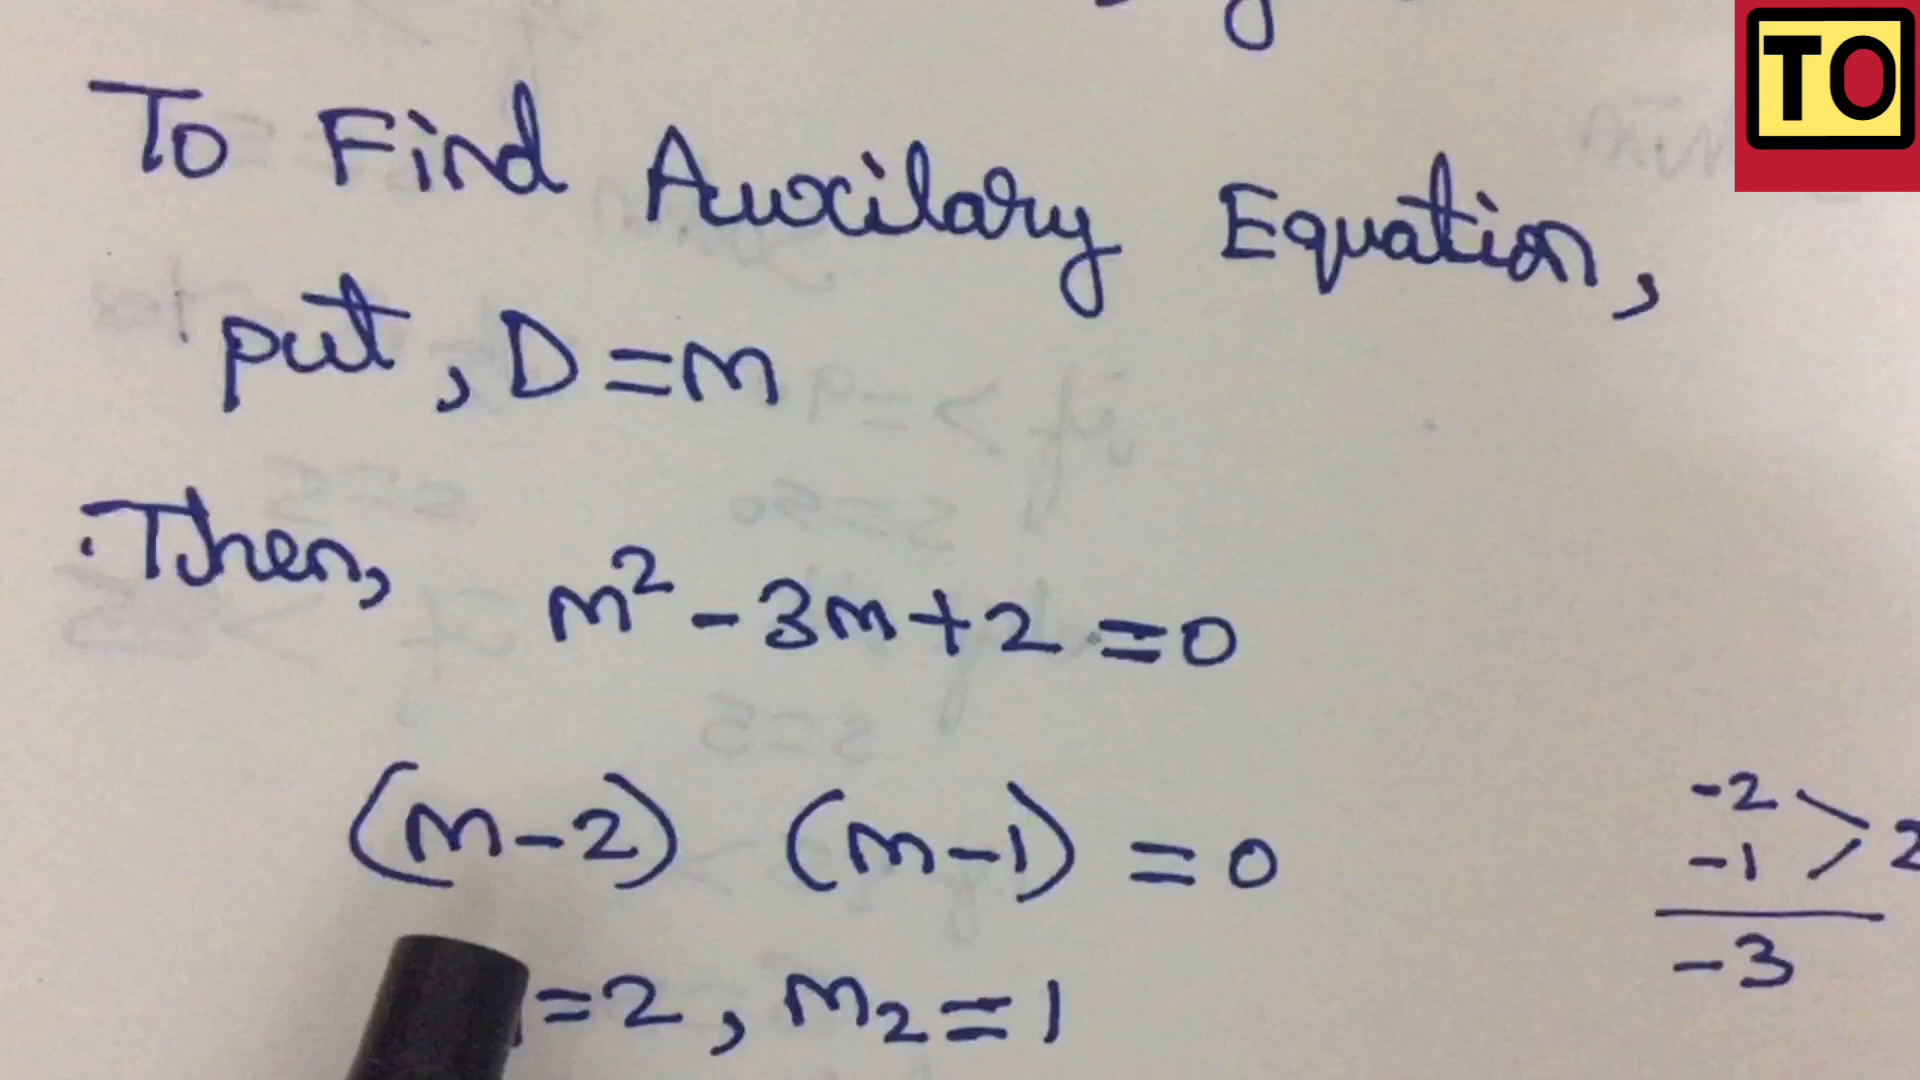 TO
To Find Auxilary Equation,
put, D=m
Then, m² - 3m + 2 = 0
(m-2) (m-1) = 0
-2
-1 > 2
-3
=2, m₂=1